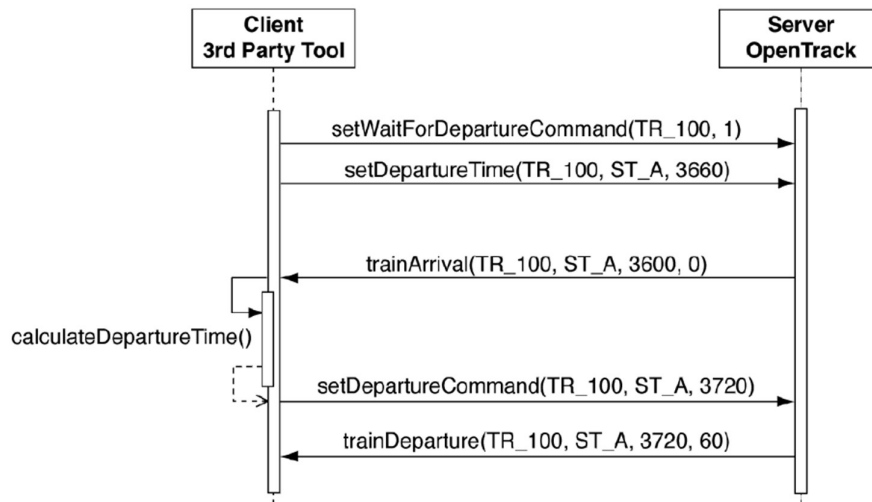 Client
3rd Party Tool
Server
OpenTrack
setWaitForDepartureCommand(TR_100, 1)
setDepartureTime(TR_100, ST_A, 3660)
trainArrival(TR_100, ST_A, 3600, 0)
calculateDepartureTime()
setDepartureCommand(TR_100, ST_A, 3720)
trainDeparture(TR_100, ST_A, 3720, 60)